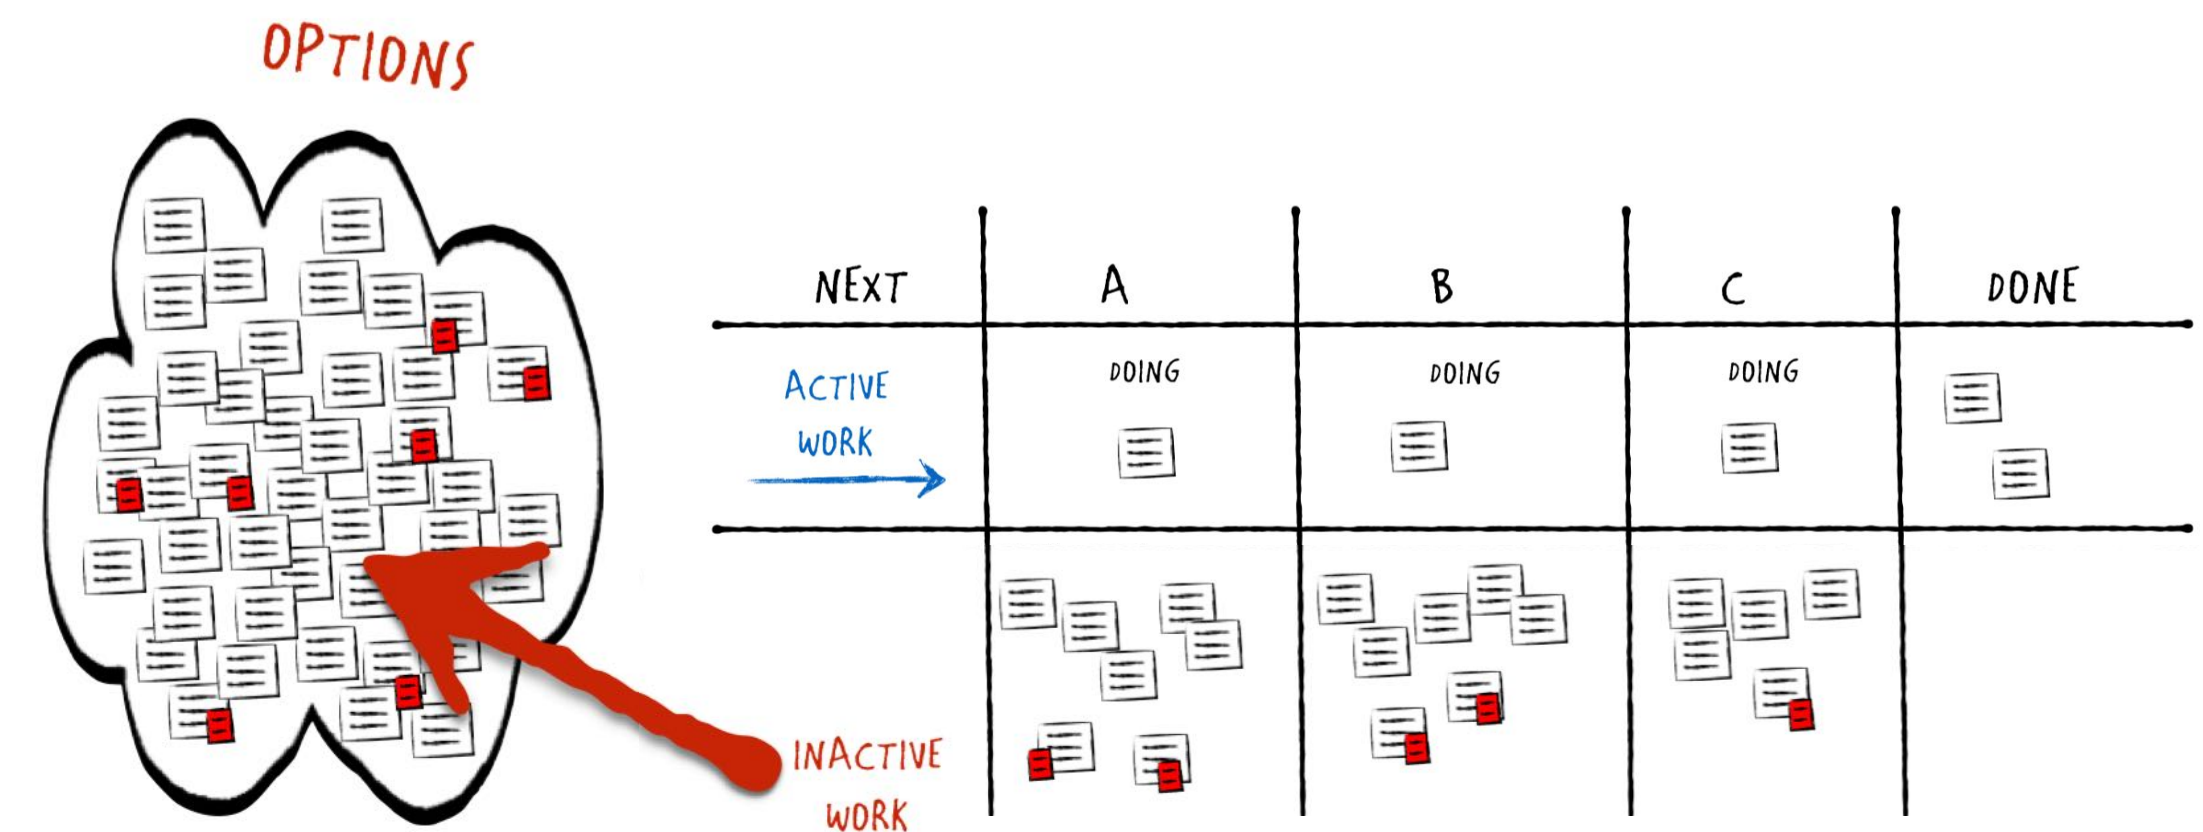 OPTIONS
NEXT
A
B
C
DONE
ACTIVE
WORK
DOING
DOING
DOING
INACTIVE
WORK